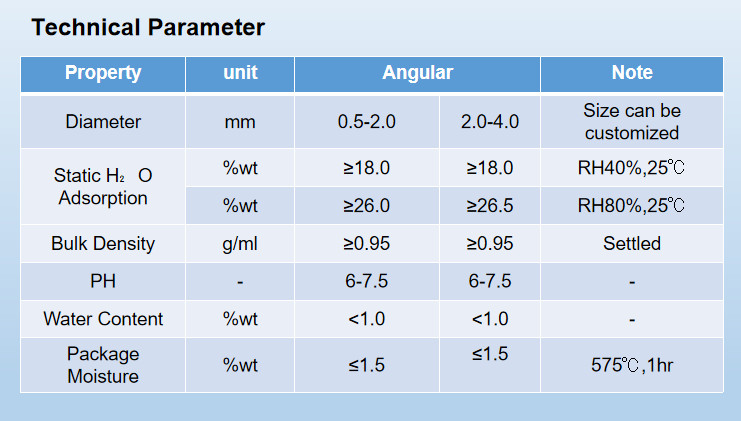 Technical Parameter
Property unit Angular Note
Diameter mm 0.5-2.0 2.0-4.0 Size can be
customized
Static H₂ O
Adsorption
%wt ≥18.0 ≥18.0 RH40%,25℃
%wt ≥26.0 ≥26.5 RH80%,25℃
Bulk Density g/ml ≥0.95 ≥0.95 Settled
PH - 6-7.5 6-7.5 -
Water Content %wt <1.0 <1.0 -
Package
Moisture %wt ≤1.5 ≤1.5 575℃,1hr